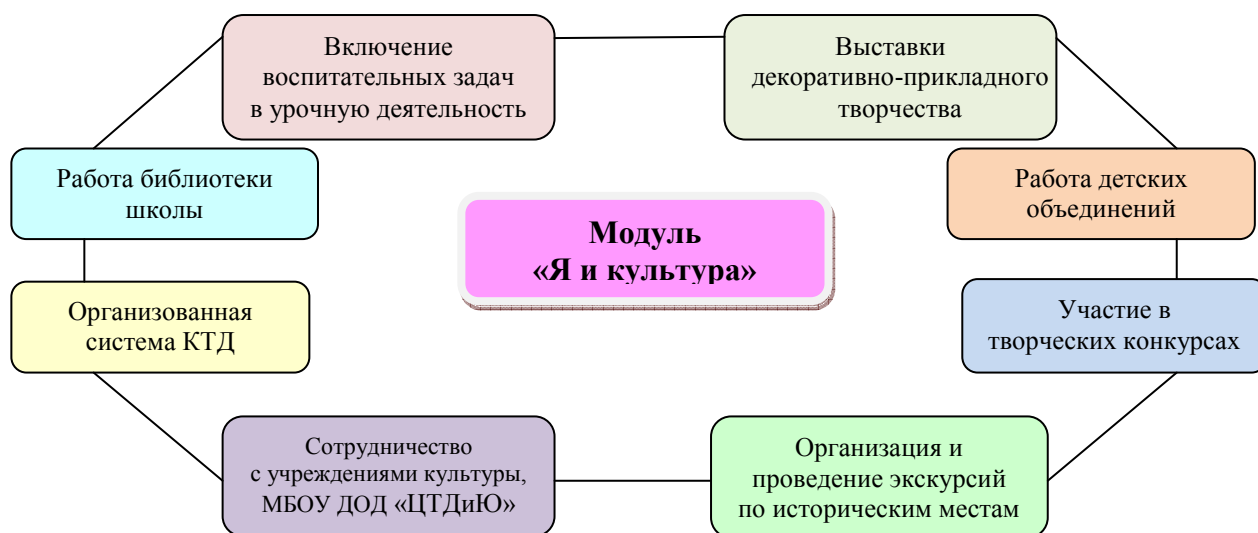 Включение
воспитательных задач
в урочную деятельность
Выставки
декоративно-прикладного
творчества
Работа библиотеки
школы
Работа детских
объединений
Модуль
«Я и культура»
Организованная
система КТД
Участие в
творческих конкурсах
Сотрудничество
с учреждениями культуры,
МБОУ ДОД «ЦТДиЮ»
Организация и
проведение экскурсий
по историческим местам